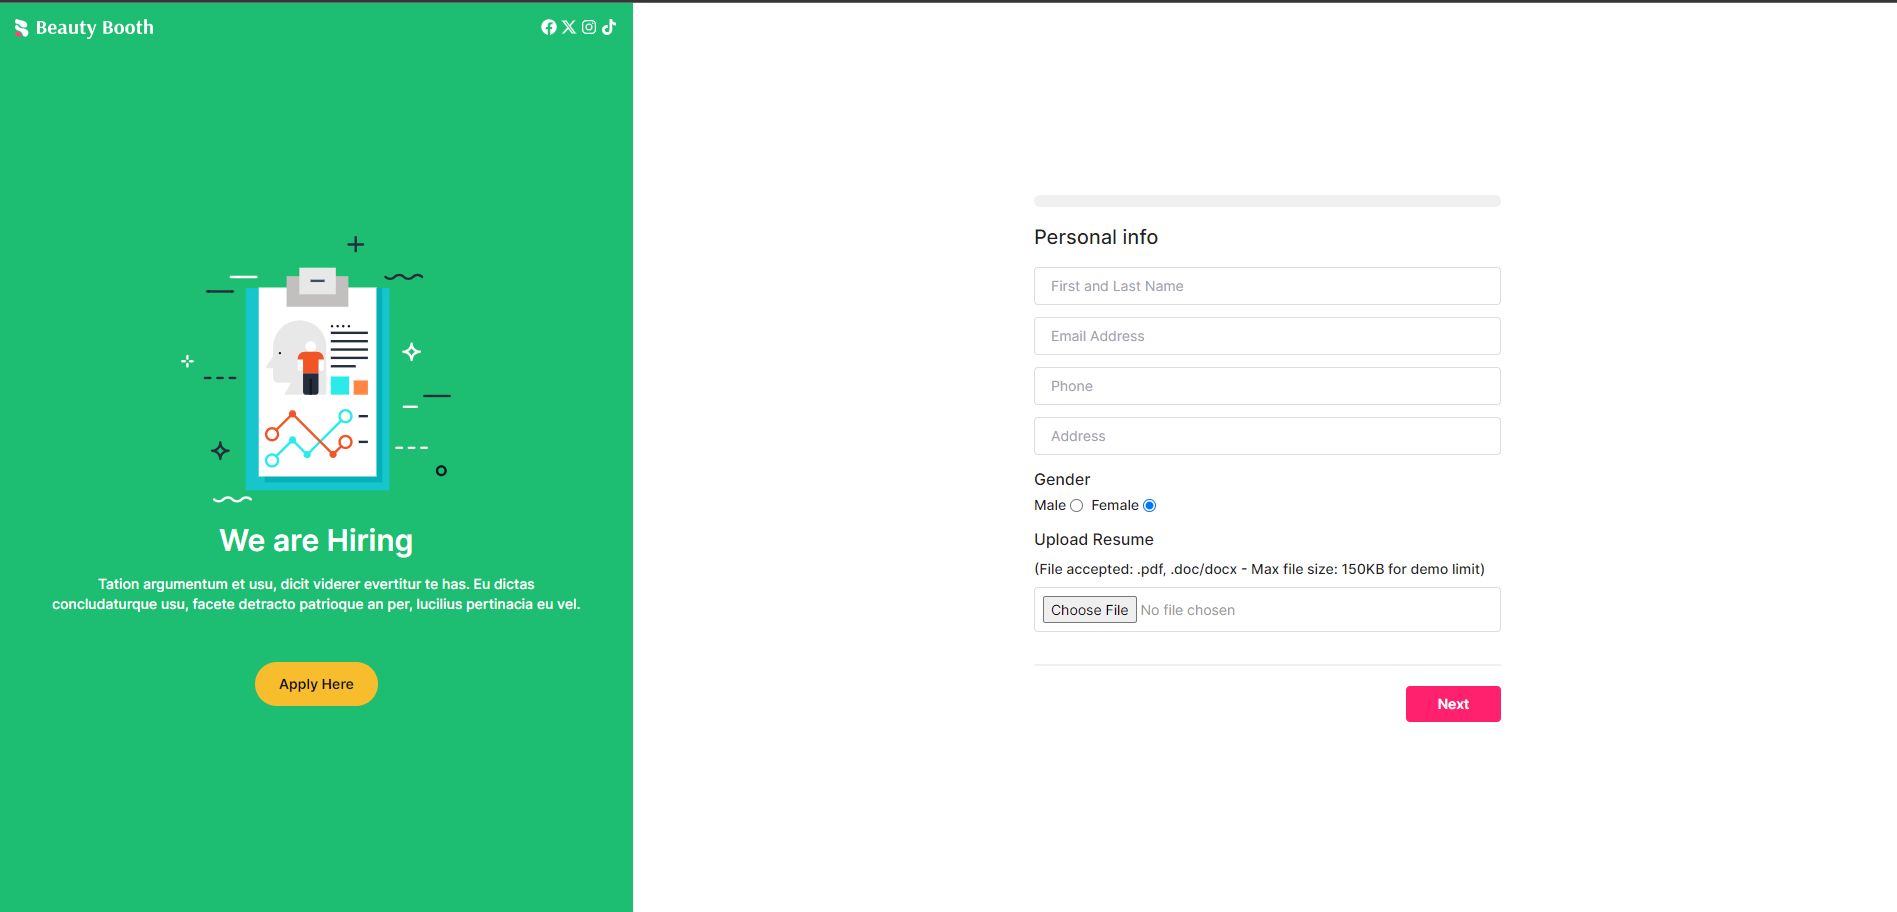 Beauty Booth
We are Hiring
Tation argumentum et usu, dicit viderer evertitur te has. Eu dictas
concludaturque usu, facete detracto patrioque an per, lucilius pertinacia eu vel.
Apply Here
Personal info
First and Last Name
Email Address
Phone
Address
Gender
Male Female
Upload Resume
(File accepted: .pdf, .doc/docx - Max file size: 150KB for demo limit)
Choose File No file chosen
Next